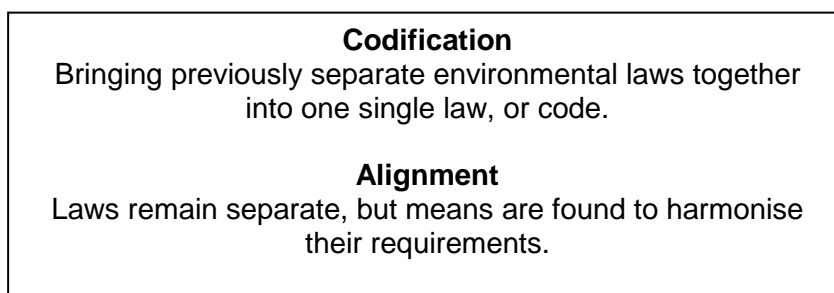 Codification
Bringing previously separate environmental laws together
into one single law, or code.
Alignment
Laws remain separate, but means are found to harmonise
their requirements.